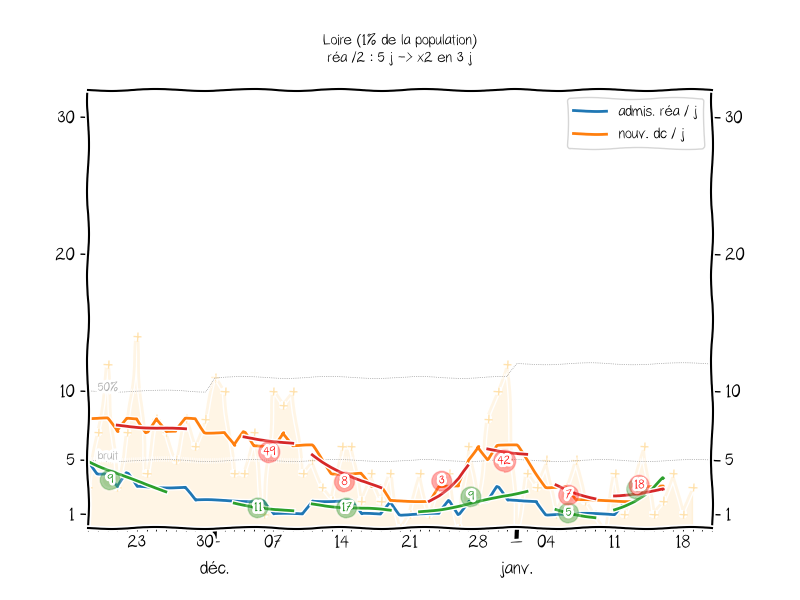 Loire (1% de la population)
réa /2 : 5 j -> x2 en 3 j
admis. réa / j
nouv. dc / j
30 30
20 20
10 10
5 5
1 1
50%
bruit
9 11 49 17 8 3 9 42 7 5 18
23 30 07 14 21 28 04 11 18
déc. janv.